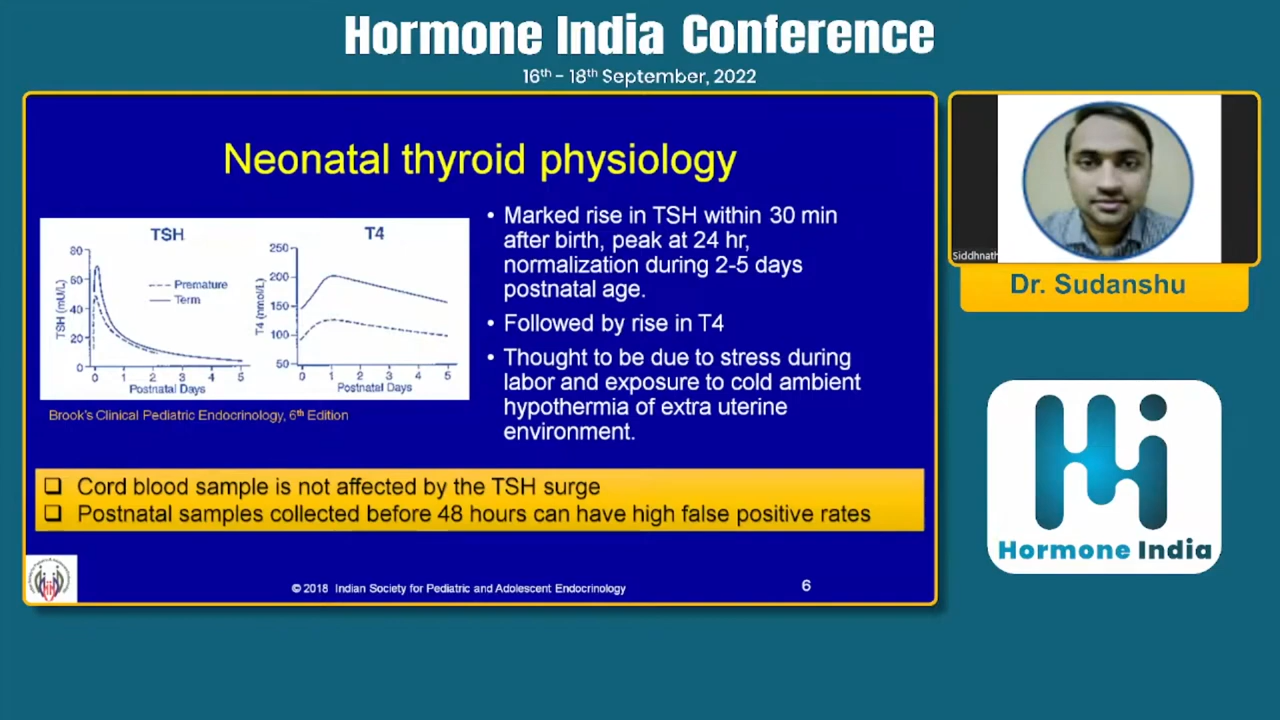 Hormone India Conference
16th - 18th September, 2022
Neonatal thyroid physiology
TSH
80
60
40
20
0
TSH (mU/L)
Premature
Term
0 1 2 3 4 5
Postnatal Days
T4
250
200
150
100
50
T4 (nmol/L)
0 1 2 3 4 5
Postnatal Days
Brook's Clinical Pediatric Endocrinology, 6th Edition
• Marked rise in TSH within 30 min
after birth, peak at 24 hr,
normalization during 2-5 days
postnatal age.
• Followed by rise in T4
• Thought to be due to stress during
labor and exposure to cold ambient
hypothermia of extra uterine
environment.
❑ Cord blood sample is not affected by the TSH surge
❑ Postnatal samples collected before 48 hours can have high false positive rates
© 2018 Indian Society for Pediatric and Adolescent Endocrinology
6
Siddhnath
Dr. Sudanshu
Hi
Hormone India